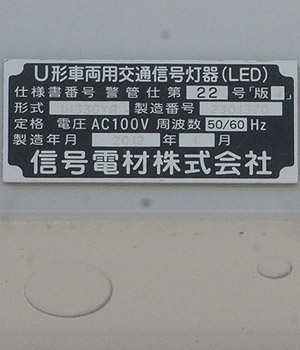 U形車両用交通信号灯器(LED)
仕様書番号 警管仕第 22 号「版
形式 製造番号
定格 電圧 AC100V 周波数 50/60 Hz
製造年月 2012 年 月
信号電材株式会社